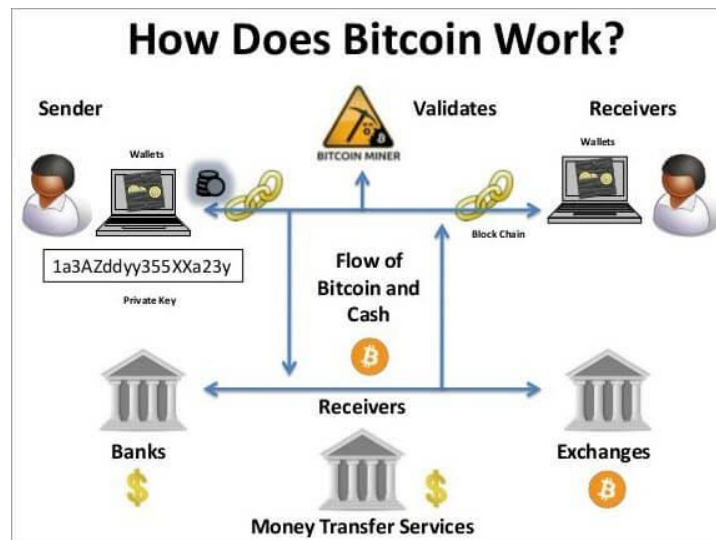 How Does Bitcoin Work?
Sender
Validates
Receivers
Wallets
BITCOIN MINER
Wallets
Block Chain
1a3AZddyy355XXa23y
Private Key
Flow of
Bitcoin and
Cash
Receivers
Banks
Exchanges
Money Transfer Services